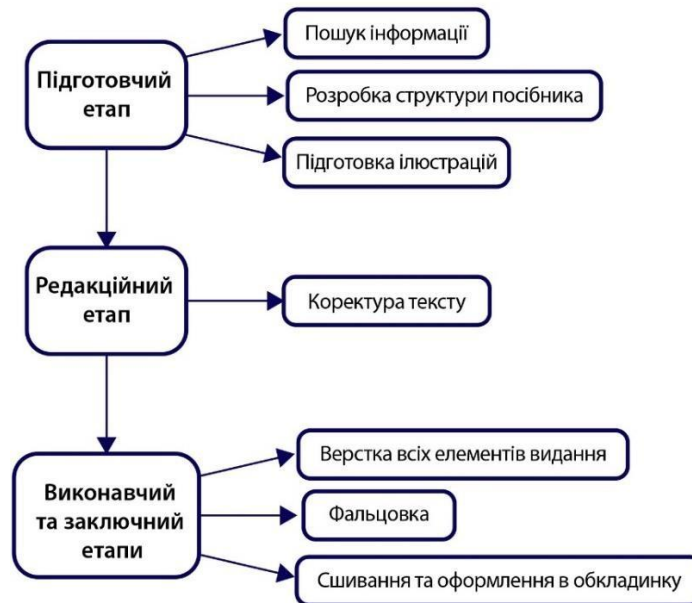 Підготовчий
етап
Пошук інформації
Розробка структури посібника
Підготовка ілюстрацій
Редакційний
етап
Коректура тексту
Виконавчий
та заключний
етапи
Верстка всіх елементів видання
Фальцовка
Сшивання та оформлення в обкладинку